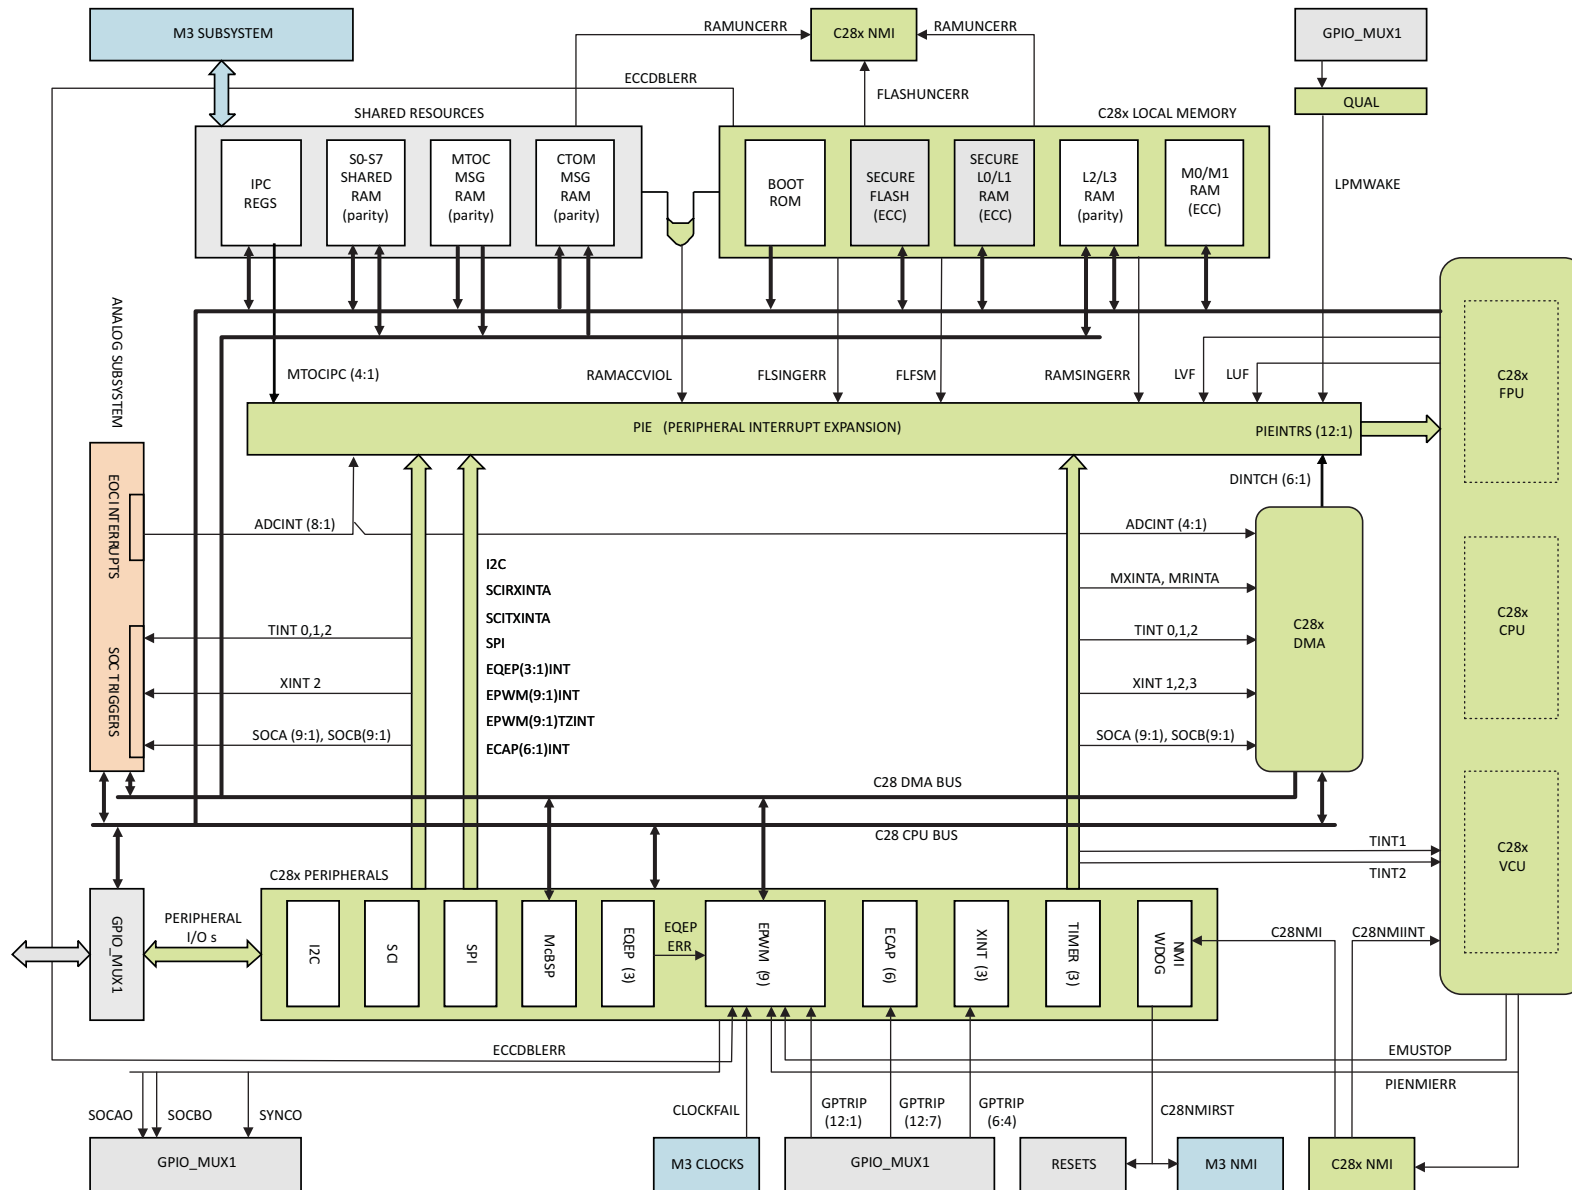 M3 SUBSYSTEM
RAMUNCERR
C28x NMI
RAMUNCERR
GPIO_MUX1
ECCDBLERR
FLASHUNCERR
QUAL
SHARED RESOURCES
C28x LOCAL MEMORY
IPC
REGS
S0-S7
SHARED
RAM
(parity)
MTOC
MSG
RAM
(parity)
CTOM
MSG
RAM
(parity)
BOOT
ROM
SECURE
FLASH
(ECC)
SECURE
L0/L1
RAM
(ECC)
L2/L3
RAM
(parity)
M0/M1
RAM
(ECC)
LPMWAKE
ANALOG SUBSYSTEM
MTOCIPC (4:1)
RAMACCVIOL
FLSINGERR
FLFSM
RAMSINGERR
LVF
LUF
C28x
FPU
PIE (PERIPHERAL INTERRUPT EXPANSION)
PIEINTRS (12:1)
DINTCH (6:1)
EOC INTERRUPTS
ADCINT (8:1)
ADCINT (4:1)
I2C
SCIRXINTA
SCITXINTA
SPI
EQEP(3:1)INT
EPWM(9:1)INT
EPWM(9:1)TZINT
ECAP(6:1)INT
MXINTA, MRINTA
C28x
DMA
C28x
CPU
SOC TRIGGERS
TINT 0,1,2
TINT 0,1,2
XINT 2
XINT 1,2,3
SOCA (9:1), SOCB(9:1)
SOCA (9:1), SOCB(9:1)
C28 DMA BUS
C28 CPU BUS
TINT1
TINT2
C28x
VCU
C28x PERIPHERALS
GPIO_MUX1
PERIPHERAL
I/O s
I2C
SCI
SPI
McBSP
EQEP (3)
EQEP
ERR
EPWM (9)
ECAP (6)
XINT (3)
TIMER (3)
NMI
WDOG
C28NMI
C28NMIINT
ECCDBLERR
EMUSTOP
PIENMIERR
SOCAO
SOCBO
SYNCO
CLOCKFAIL
GPTRIP
(12:1)
GPTRIP
(12:7)
GPTRIP
(6:4)
C28NMIRST
GPIO_MUX1
M3 CLOCKS
GPIO_MUX1
RESETS
M3 NMI
C28x NMI